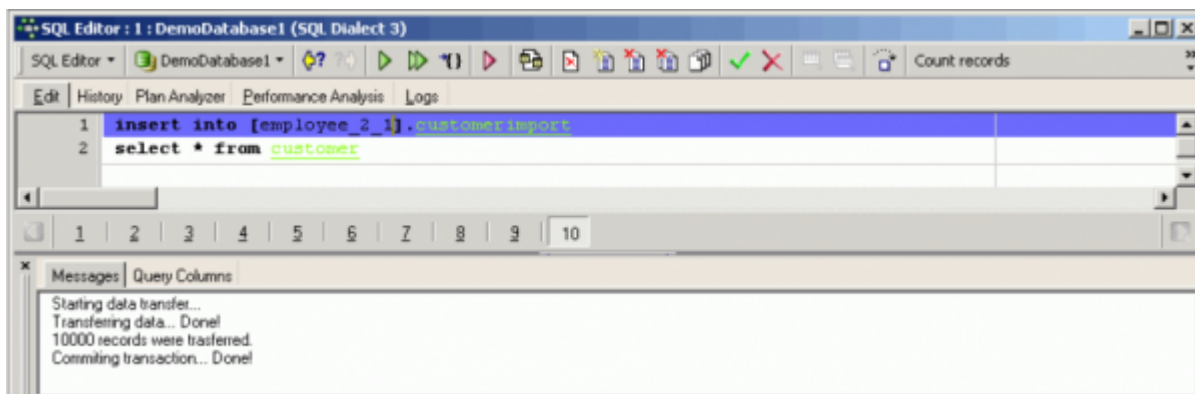 SQL Editor : 1 : DemoDatabase1 (SQL Dialect 3)
SQL Editor DemoDatabase1 Count records
Edit History Plan Analyzer Performance Analysis Logs
1 insert into [employee_2_1].customerimport
2 select * from customer
1 2 3 4 5 6 7 8 9 10
Messages Query Columns
Starting data transfer...
Transferring data... Done!
10000 records were trasferred.
Commiting transaction... Done!